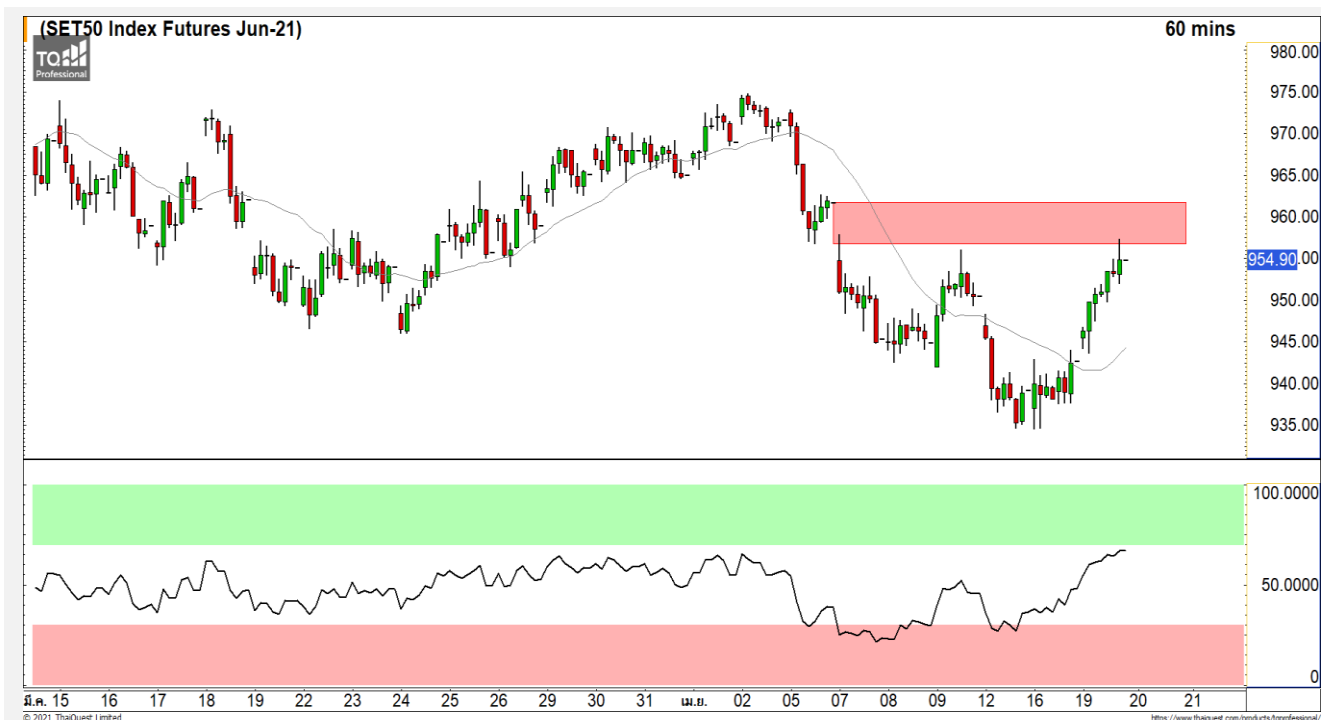 (SET50 Index Futures Jun-21)
60 mins
TQ
Professional
980.00
975.00
970.00
965.00
960.00
954.90
.00
950.00
945.00
940.00
935.00
100.0000
50.0000
0
มี.ค. 15 16 17 18 19 22 23 24 25 26 29 30 31 เม.ย. 02 05 07 08 09 12 16 19 20 21
© 2021 ThaiQuest Limited
https://www.thaiquest.com/products/tqprofessional/